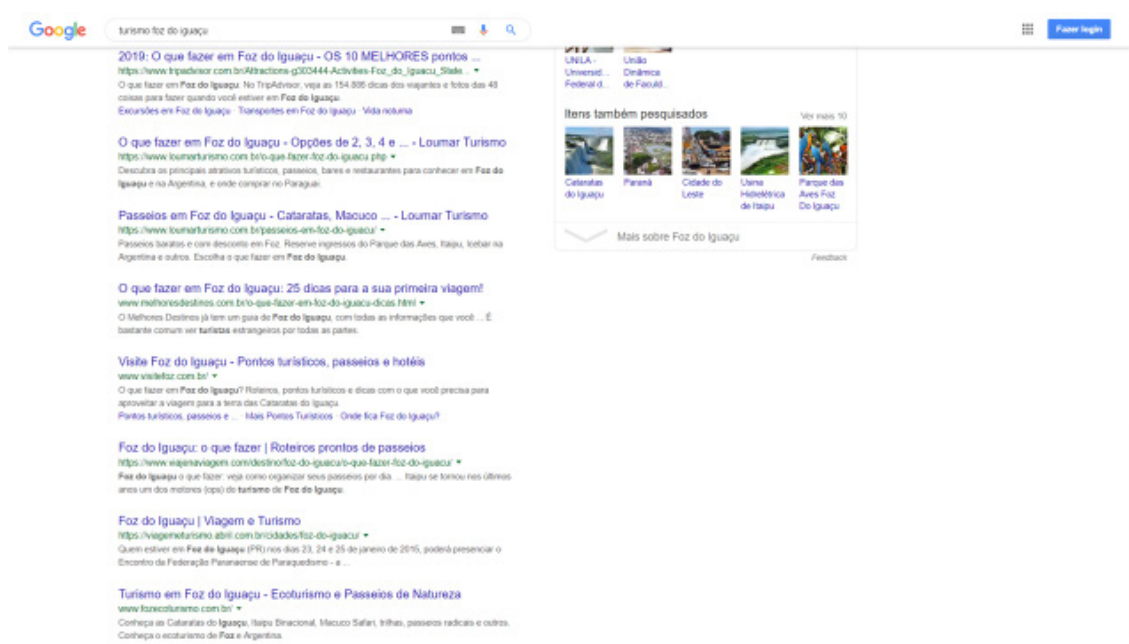 Google
turismo foz do iguaçu
Fazer login
2019: O que fazer em Foz do Iguaçu - OS 10 MELHORES pontos ...
https://www.tripadvisor.com.br/Attractions-g303444-Activities-Foz_do_Iguacu_State...
O que fazer em Foz do Iguaçu. No TripAdvisor, veja as 154.886 dicas dos viajantes e fotos das 48
coisas para fazer quando você estiver em Foz do Iguaçu.
Excursões em Foz do Iguaçu · Transportes em Foz do Iguaçu · Vida noturna
O que fazer em Foz do Iguaçu - Opções de 2, 3, 4 e ... - Loumar Turismo
https://www.loumarturismo.com.br/o-que-fazer-foz-do-iguacu.php
Descubra os principais atrativos turísticos, passeios, bares e restaurantes para conhecer em Foz do
Iguaçu e na Argentina, e onde comprar no Paraguai.
Passeios em Foz do Iguaçu - Cataratas, Macuco ... - Loumar Turismo
https://www.loumarturismo.com.br/passeios-em-foz-do-iguacu/
Passeios baratos e com desconto em Foz. Reserve ingressos do Parque das Aves, Itaipu, Icebar na
Argentina e outros. Escolha o que fazer em Foz do Iguaçu.
O que fazer em Foz do Iguaçu: 25 dicas para a sua primeira viagem!
www.melhoresdestinos.com.br/o-que-fazer-em-foz-do-iguacu-dicas.html
O Melhores Destinos já tem um guia de Foz do Iguaçu, com todas as informações que você ... É
bastante comum ver turistas estrangeiros por todas as partes.
Visite Foz do Iguaçu - Pontos turísticos, passeios e hotéis
www.visitefoz.com.br/
O que fazer em Foz do Iguaçu? Roteiros, pontos turísticos e dicas com o que você precisa para
aproveitar a viagem para a terra das Cataratas do Iguaçu.
Pontos turísticos, passeios e ... · Mais Pontos Turísticos · Onde fica Foz do Iguaçu?
Foz do Iguaçu: o que fazer | Roteiros prontos de passeios
https://www.viajenaviagem.com/destino/foz-do-iguacu/o-que-fazer-foz-do-iguacu/
Foz do Iguaçu o que fazer: veja como organizar seus passeios por dia. ... Itaipu se tornou nos últimos
anos um dos motores (ops) do turismo de Foz do Iguaçu.
Foz do Iguaçu | Viagem e Turismo
https://viagemeturismo.abril.com.br/cidades/foz-do-iguacu/
Quem estiver em Foz do Iguaçu (PR) nos dias 23, 24 e 25 de janeiro de 2015, poderá presenciar o
Encontro da Federação Paranaense de Paraquedismo - a ...
Turismo em Foz do Iguaçu - Ecoturismo e Passeios de Natureza
www.fozecoturismo.com.br/
Conheça as Cataratas do Iguaçu, Itaipu Binacional, Macuco Safari, trilhas, passeios radicais e outros.
Conheça o ecoturismo de Foz e Argentina.
UNILA -
Universid...
Federal d...
União
Dinâmica
de Faculd...
Itens também pesquisados
Ver mais 10
Cataratas
do Iguaçu
Paraná
Cidade do
Leste
Usina
Hidrelétrica
de Itaipu
Parque das
Aves Foz
Do Iguaçu
Mais sobre Foz do Iguaçu
Feedback